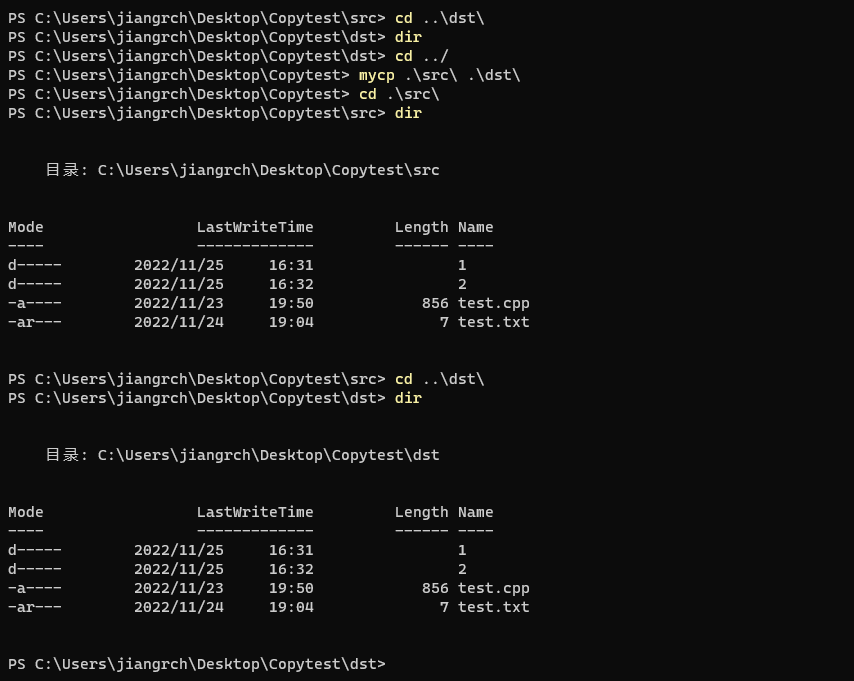 PS C:\Users\jiangrch\Desktop\Copytest\src> cd ..\dst\
PS C:\Users\jiangrch\Desktop\Copytest\dst> dir
PS C:\Users\jiangrch\Desktop\Copytest\dst> cd ../
PS C:\Users\jiangrch\Desktop\Copytest> mycp .\src\ .\dst\
PS C:\Users\jiangrch\Desktop\Copytest> cd .\src\
PS C:\Users\jiangrch\Desktop\Copytest\src> dir
目录: C:\Users\jiangrch\Desktop\Copytest\src
Mode                 LastWriteTime         Length Name
----                 -------------         ------ ----
d-----        2022/11/25     16:31                1
d-----        2022/11/25     16:32                2
-a----        2022/11/23     19:50            856 test.cpp
-ar---        2022/11/24     19:04              7 test.txt
PS C:\Users\jiangrch\Desktop\Copytest\src> cd ..\dst\
PS C:\Users\jiangrch\Desktop\Copytest\dst> dir
目录: C:\Users\jiangrch\Desktop\Copytest\dst
Mode                 LastWriteTime         Length Name
----                 -------------         ------ ----
d-----        2022/11/25     16:31                1
d-----        2022/11/25     16:32                2
-a----        2022/11/23     19:50            856 test.cpp
-ar---        2022/11/24     19:04              7 test.txt
PS C:\Users\jiangrch\Desktop\Copytest\dst>